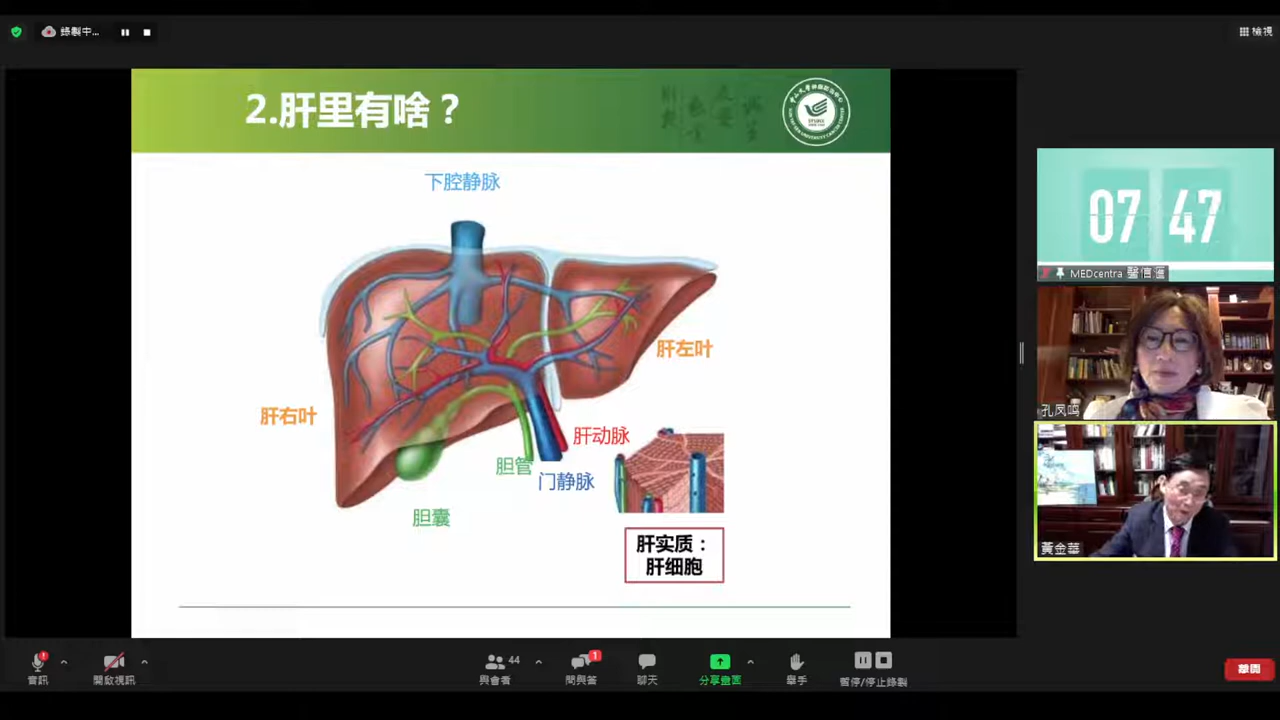 錄製中...
檢視
2.肝里有啥？
下腔静脉
肝左叶
肝右叶
肝动脉
胆管
门静脉
胆囊
肝实质：
肝细胞
07 47
MEDcentra 醫信滙
孔凤鸣
黃金華
資訊
開啟視訊
44
與會者
1
問與答
聊天
分享畫面
舉手
暫停/停止錄製
離開